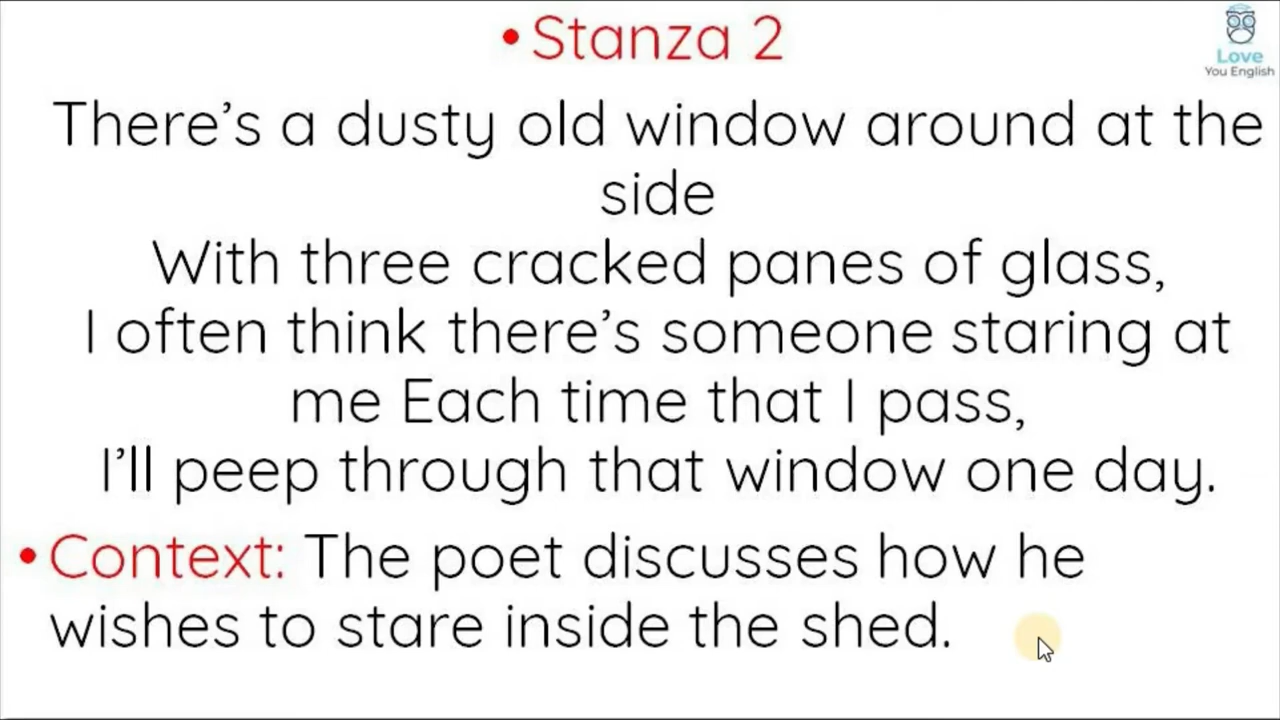 • Stanza 2
Love
You English
There’s a dusty old window around at the
side
With three cracked panes of glass,
I often think there’s someone staring at
me Each time that I pass,
I’ll peep through that window one day.
• Context: The poet discusses how he
wishes to stare inside the shed.